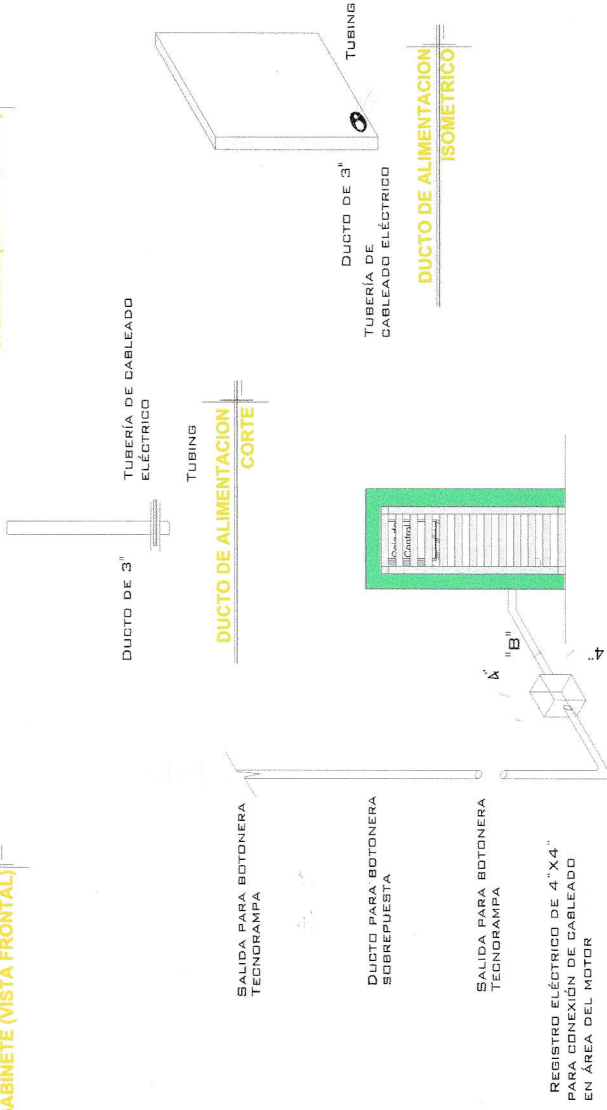 ABINETE (VISTA FRONTAL)
DUCTO DE 3"
TUBERÍA DE CABLEADO
ELÉCTRICO
TUBING
DUCTO DE ALIMENTACION
CORTE
TUBING
DUCTO DE 3"
TUBERÍA DE
CABLEADO ELÉCTRICO
DUCTO DE ALIMENTACION
ISOMÉTRICO
SALIDA PARA BOTONERA
TECNORAMPA
DUCTO PARA BOTONERA
SOBREPUESTA
SALIDA PARA BOTONERA
TECNORAMPA
REGISTRO ELÉCTRICO DE 4"X4"
PARA CONEXIÓN DE CABLEADO
EN ÁREA DEL MOTOR
4"
"B"
4"
Control